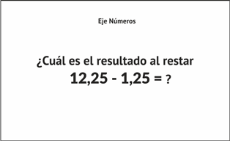 Eje Números
¿Cuál es el resultado al restar
12,25 - 1,25 = ?